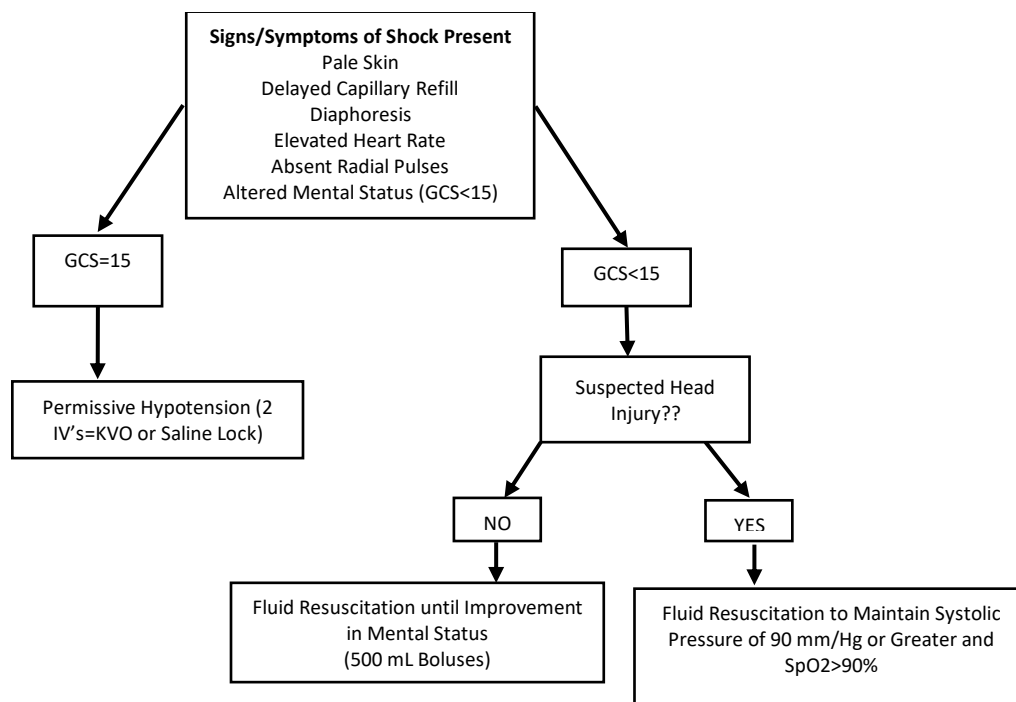 Signs/Symptoms of Shock Present
Pale Skin
Delayed Capillary Refill
Diaphoresis
Elevated Heart Rate
Absent Radial Pulses
Altered Mental Status (GCS<15)
GCS=15
GCS<15
Permissive Hypotension (2
IV’s=KVO or Saline Lock)
Suspected Head
Injury??
NO
YES
Fluid Resuscitation until Improvement
in Mental Status
(500 mL Boluses)
Fluid Resuscitation to Maintain Systolic
Pressure of 90 mm/Hg or Greater and
SpO2>90%